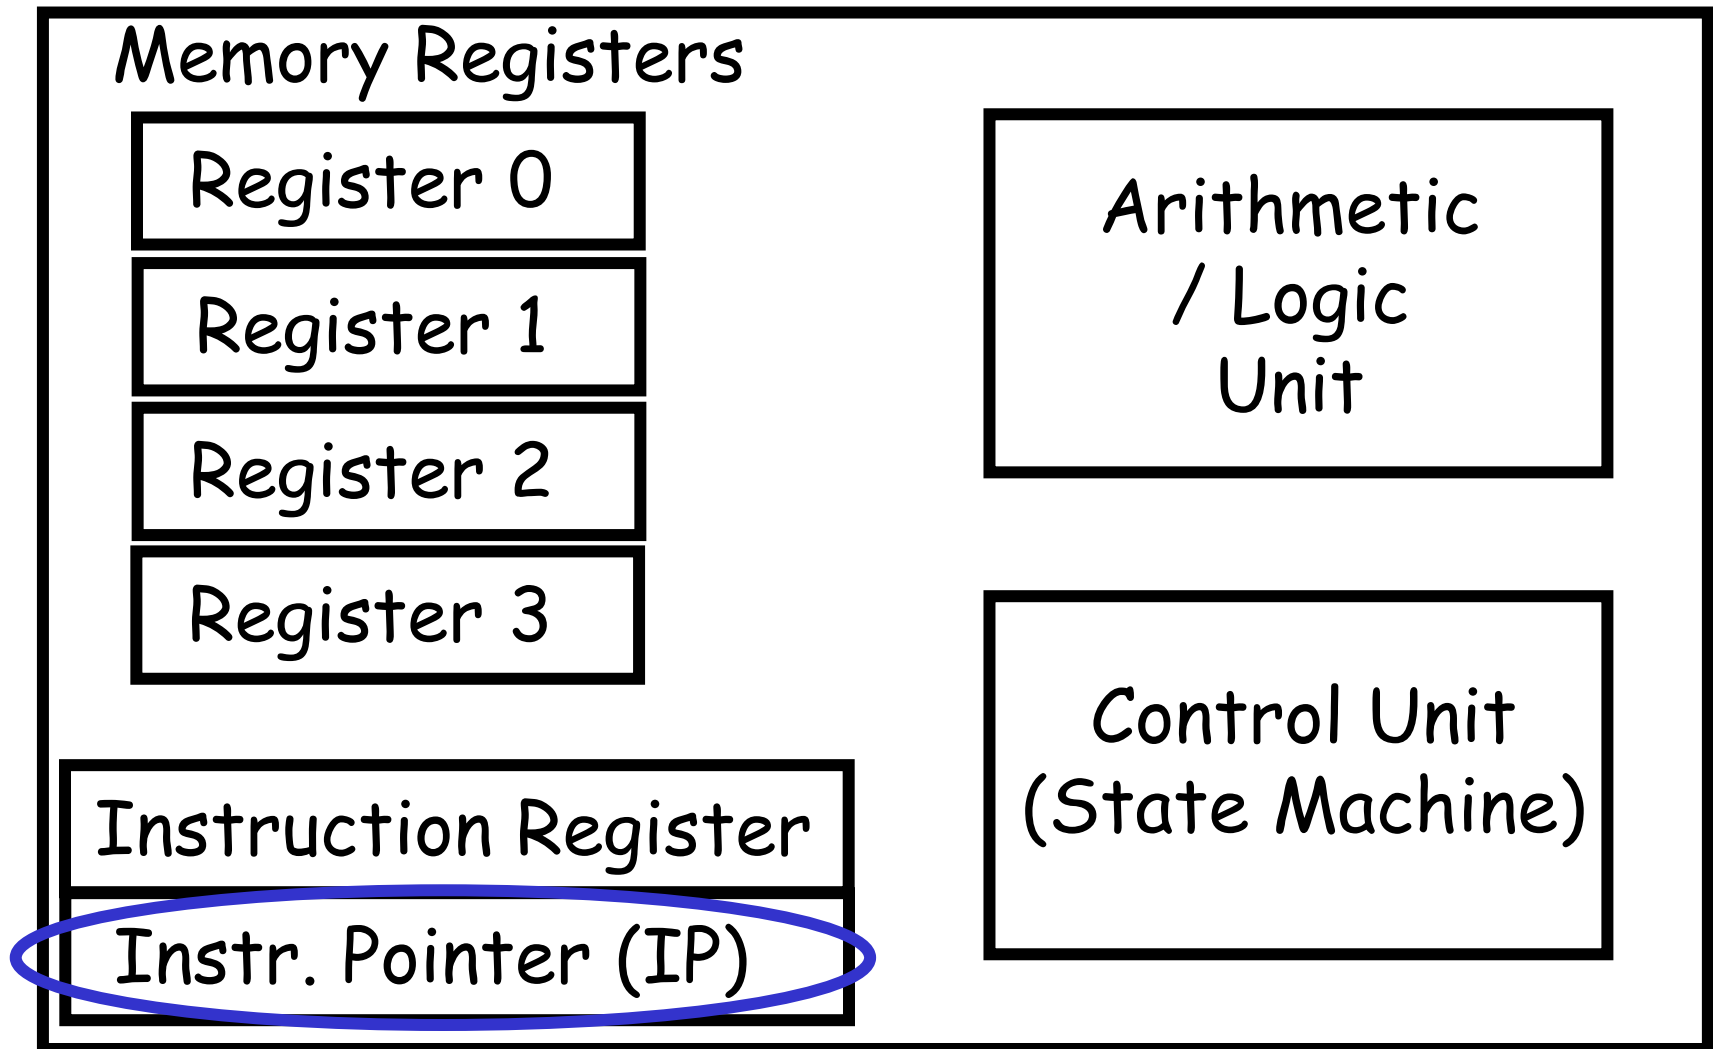 Memory Registers
Register 0
Register 1
Register 2
Register 3
Instruction Register
Instr. Pointer (IP)
Arithmetic
/ Logic
Unit
Control Unit
(State Machine)